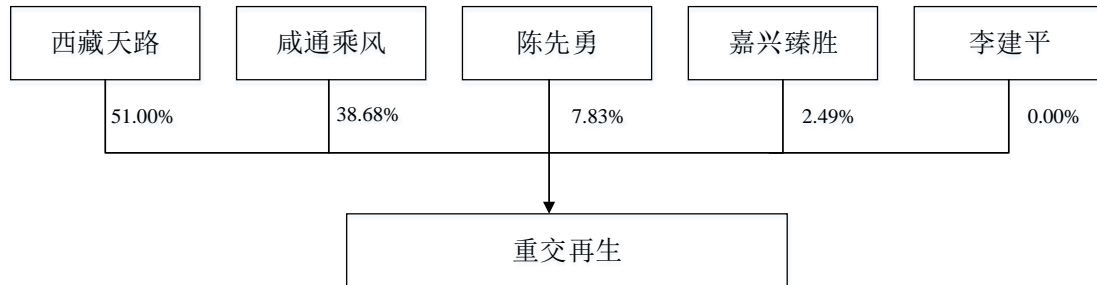 西藏天路
咸通乘风
陈先勇
嘉兴臻胜
李建平
51.00%
38.68%
7.83%
2.49%
0.00%
重交再生